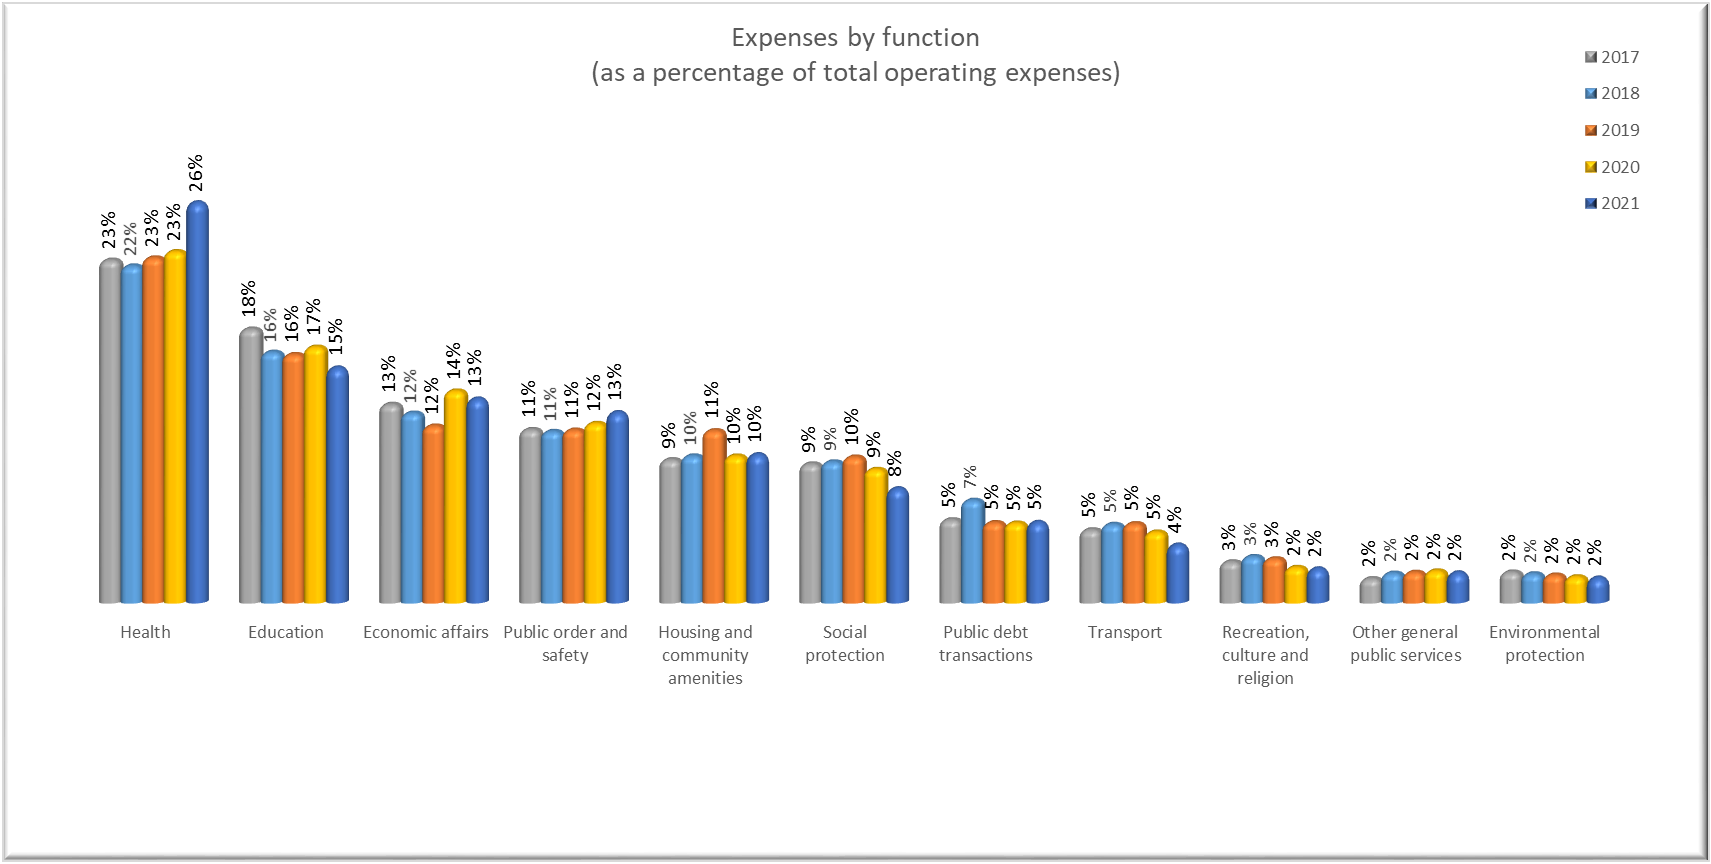 Expenses by function
(as a percentage of total operating expenses)
2017
2018
2019
2020
2021
23%
22%
23%
23%
26%
18%
16%
16%
17%
15%
13%
12%
12%
14%
13%
11%
11%
11%
12%
13%
9%
10%
11%
10%
10%
9%
9%
10%
9%
8%
5%
7%
5%
5%
5%
5%
5%
5%
5%
4%
3%
3%
3%
2%
2%
2%
2%
2%
2%
2%
2%
2%
2%
2%
2%
Health
Education
Economic affairs
Public order and
safety
Housing and
community
amenities
Social
protection
Public debt
transactions
Transport
Recreation,
culture and
religion
Other general
public services
Environmental
protection